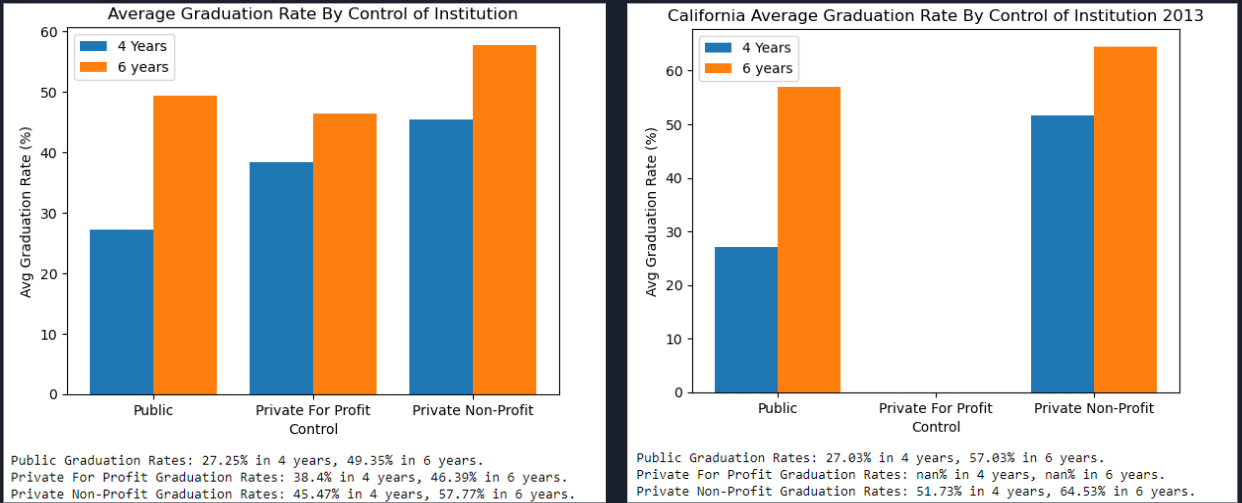 Average Graduation Rate By Control of Institution
60
50
40
30
20
10
0
Avg Graduation Rate (%)
4 Years
6 years
Public
Private For Profit
Private Non-Profit
Control
Public Graduation Rates: 27.25% in 4 years, 49.35% in 6 years.
Private For Profit Graduation Rates: 38.4% in 4 years, 46.39% in 6 years.
Private Non-Profit Graduation Rates: 45.47% in 4 years, 57.77% in 6 years.
California Average Graduation Rate By Control of Institution 2013
60
50
40
30
20
10
0
Avg Graduation Rate (%)
4 Years
6 years
Public
Private For Profit
Private Non-Profit
Control
Public Graduation Rates: 27.03% in 4 years, 57.03% in 6 years.
Private For Profit Graduation Rates: nan% in 4 years, nan% in 6 years.
Private Non-Profit Graduation Rates: 51.73% in 4 years, 64.53% in 6 years.